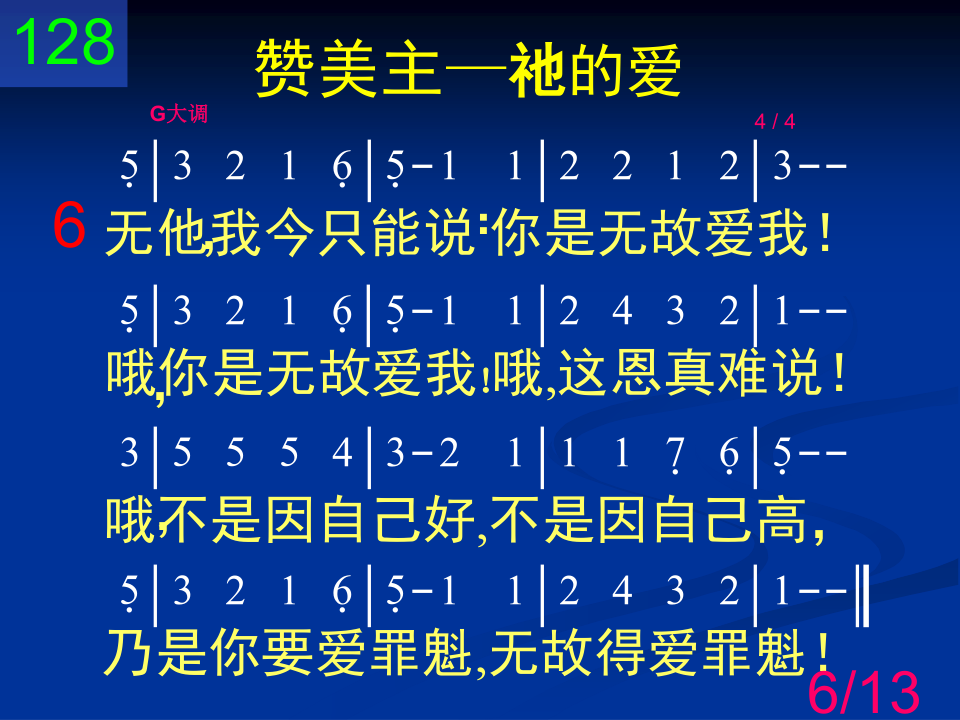 128
赞美主—祂的爱
G大调
4 / 4
5̣|3 2 1 6̣|5̣-1 1|2 2 1 2|3--
6
无他,我今只能说:你是无故爱我!
5̣|3 2 1 6̣|5̣-1 1|2 4 3 2|1--
哦,你是无故爱我!哦,这恩真难说!
3|5 5 5 4|3-2 1|1 1 7̣ 6̣|5̣--
哦,不是因自己好,不是因自己高,
5̣|3 2 1 6̣|5̣-1 1|2 4 3 2|1--‖
乃是你要爱罪魁,无故得爱罪魁!
6/13